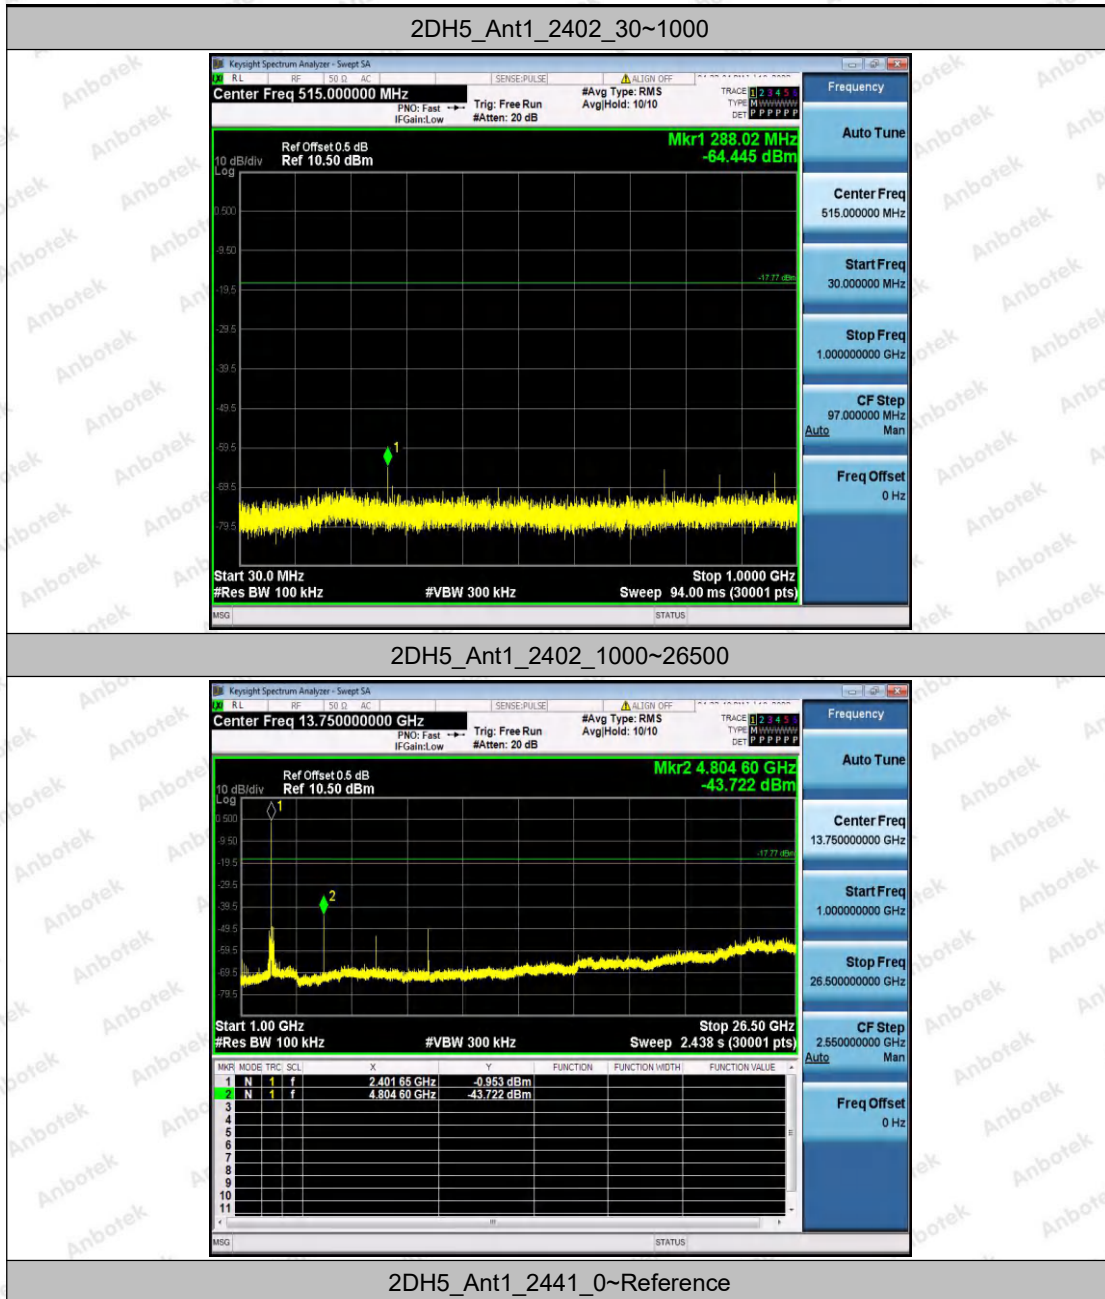 2DH5_Ant1_2402_30~1000
Keysight Spectrum Analyzer - Swept SA
RL RF 50 Ω AC SENSE:PULSE ALIGN OFF
Center Freq 515.000000 MHz
PNO: Fast
IFGain:Low
Trig: Free Run
#Atten: 20 dB
#Avg Type: RMS
Avg|Hold: 10/10
TRACE 1 2 3 4 5 6
TYPE M W W W W W
DET P P P P P P
Frequency
Auto Tune
Center Freq
515.000000 MHz
Start Freq
30.000000 MHz
Stop Freq
1.000000000 GHz
CF Step
97.000000 MHz
Auto Man
Freq Offset
0 Hz
Mkr1 288.02 MHz
-64.445 dBm
Ref Offset 0.5 dB
10 dB/div Ref 10.50 dBm
Log
0.500
-9.50
-17.77 dBm
-19.5
-29.5
-39.5
-49.5
-59.5
1
-69.5
-79.5
Start 30.0 MHz Stop 1.0000 GHz
#Res BW 100 kHz #VBW 300 kHz Sweep 94.00 ms (30001 pts)
MSG STATUS
2DH5_Ant1_2402_1000~26500
Keysight Spectrum Analyzer - Swept SA
RL RF 50 Ω AC SENSE:PULSE ALIGN OFF
Center Freq 13.750000000 GHz
PNO: Fast
IFGain:Low
Trig: Free Run
#Atten: 20 dB
#Avg Type: RMS
Avg|Hold: 10/10
TRACE 1 2 3 4 5 6
TYPE M W W W W W
DET P P P P P P
Frequency
Auto Tune
Center Freq
13.750000000 GHz
Start Freq
1.000000000 GHz
Stop Freq
26.500000000 GHz
CF Step
2.550000000 GHz
Auto Man
Freq Offset
0 Hz
Mkr2 4.804 60 GHz
-43.722 dBm
Ref Offset 0.5 dB
10 dB/div Ref 10.50 dBm
Log
1
0.500
-9.50
-17.77 dBm
-19.5
-29.5
2
-39.5
-49.5
-59.5
-69.5
-79.5
Start 1.00 GHz Stop 26.50 GHz
#Res BW 100 kHz #VBW 300 kHz Sweep 2.438 s (30001 pts)
MKR MODE TRC SCL X Y FUNCTION FUNCTION WIDTH FUNCTION VALUE
1 N 1 f 2.401 65 GHz -0.953 dBm
2 N 1 f 4.804 60 GHz -43.722 dBm
3
4
5
6
7
8
9
10
11
MSG STATUS
2DH5_Ant1_2441_0~Reference
Anbotek